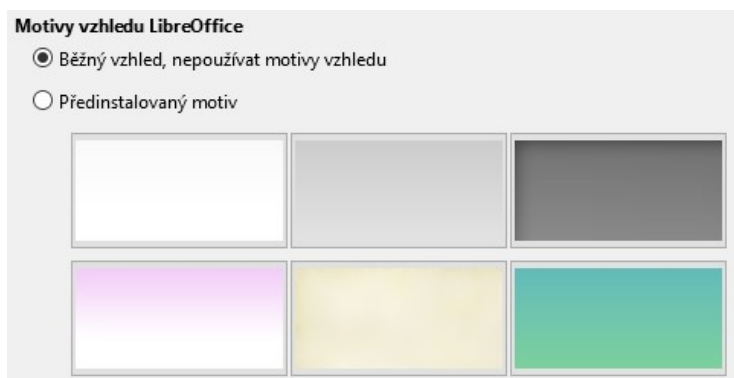 Motivy vzhledu LibreOffice
Běžný vzhled, nepoužívat motivy vzhledu
Předinstalovaný motiv